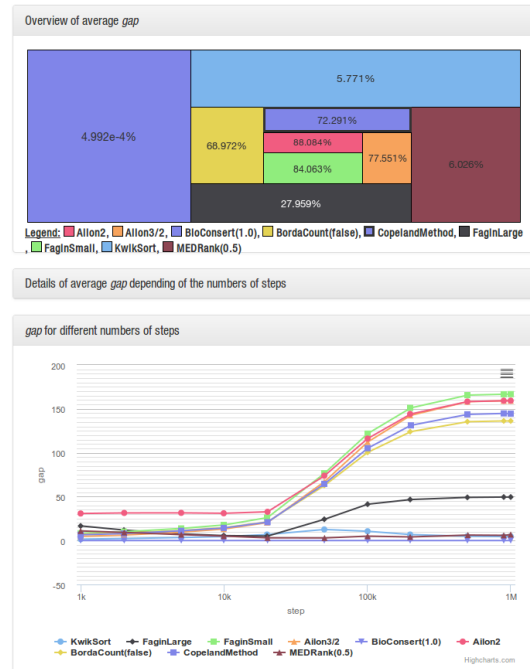 Overview of average gap
5.771%
4.992e-4%
72.291%
68.972%
88.084%
77.551%
6.026%
84.063%
27.959%
Legend: Ailon2, Ailon3/2, BioConsert(1.0), BordaCount(false), CopelandMethod, FaginLarge
, FaginSmall, KwikSort, MEDRank(0.5)
Details of average gap depending of the numbers of steps
gap for different numbers of steps
200
150
100
50
0
-50
gap
1k 10k 100k 1M
step
KwikSort FaginLarge FaginSmall Ailon3/2 BioConsert(1.0) Ailon2
BordaCount(false) CopelandMethod MEDRank(0.5)
Highcharts.com